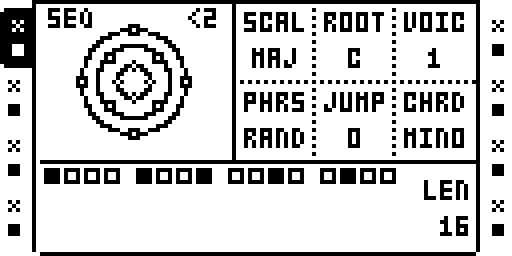 SEQ <2
SCAL ROOT VOIC
MAJ C 1
PHRS JUMP CHRD
RAND 0 MINO
LEN
16